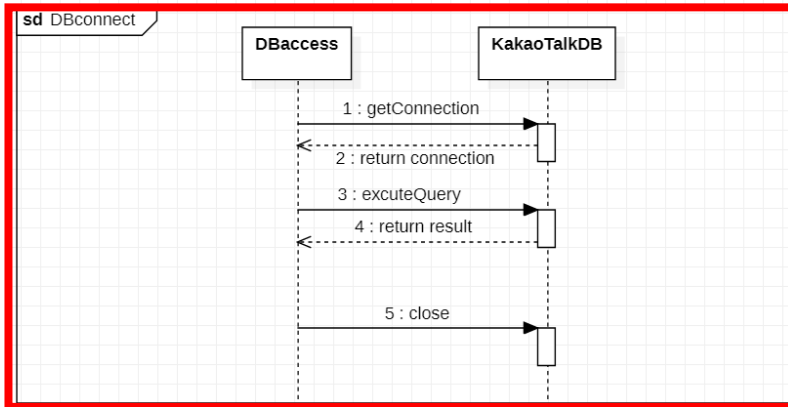 sd DBconnect
DBaccess
KakaoTalkDB
1 : getConnection
2 : return connection
3 : excuteQuery
4 : return result
5 : close